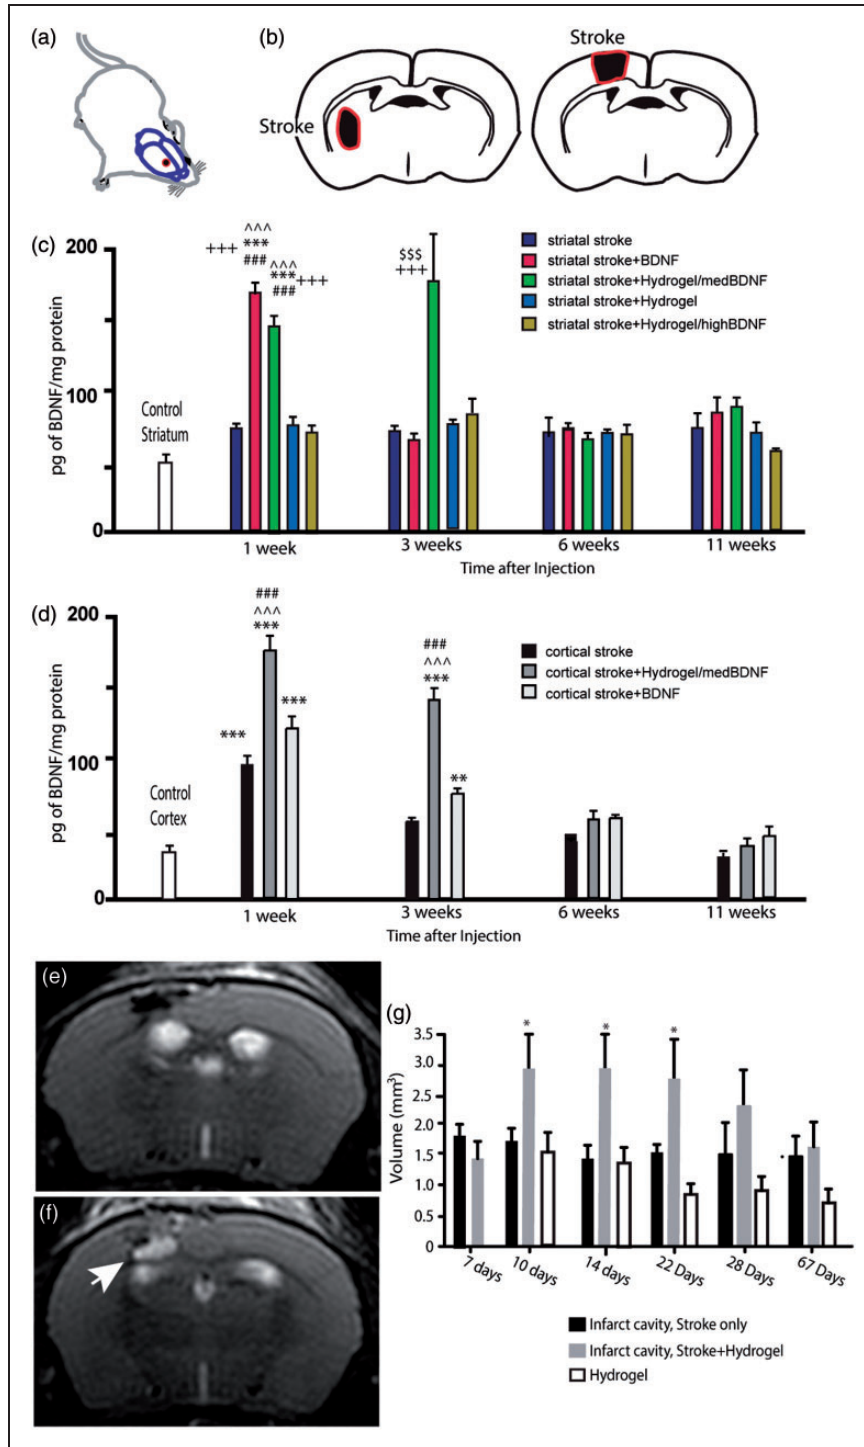 (a)
(b)
Stroke
Stroke
(c)
200
100
0
pg of BDNF/mg protein
+++
^^^
***
###
^^^
***
###
+++
$$$
+++
striatal stroke
striatal stroke+BDNF
striatal stroke+Hydrogel/medBDNF
striatal stroke+Hydrogel
striatal stroke+Hydrogel/highBDNF
Control
Striatum
1 week
3 weeks
6 weeks
11 weeks
Time after Injection
(d)
200
100
0
pg of BDNF/mg protein
***
###
^^^
***
***
###
^^^
***
**
cortical stroke
cortical stroke+Hydrogel/medBDNF
cortical stroke+BDNF
Control
Cortex
1 week
3 weeks
6 weeks
11 weeks
Time after Injection
(e)
(f)
(g)
3.5
3.0
2.5
2.0
1.5
1.0
0.5
0
Volume (mm³)
*
*
*
7 days
10 days
14 days
22 Days
28 Days
67 Days
Infarct cavity, Stroke only
Infarct cavity, Stroke+Hydrogel
Hydrogel